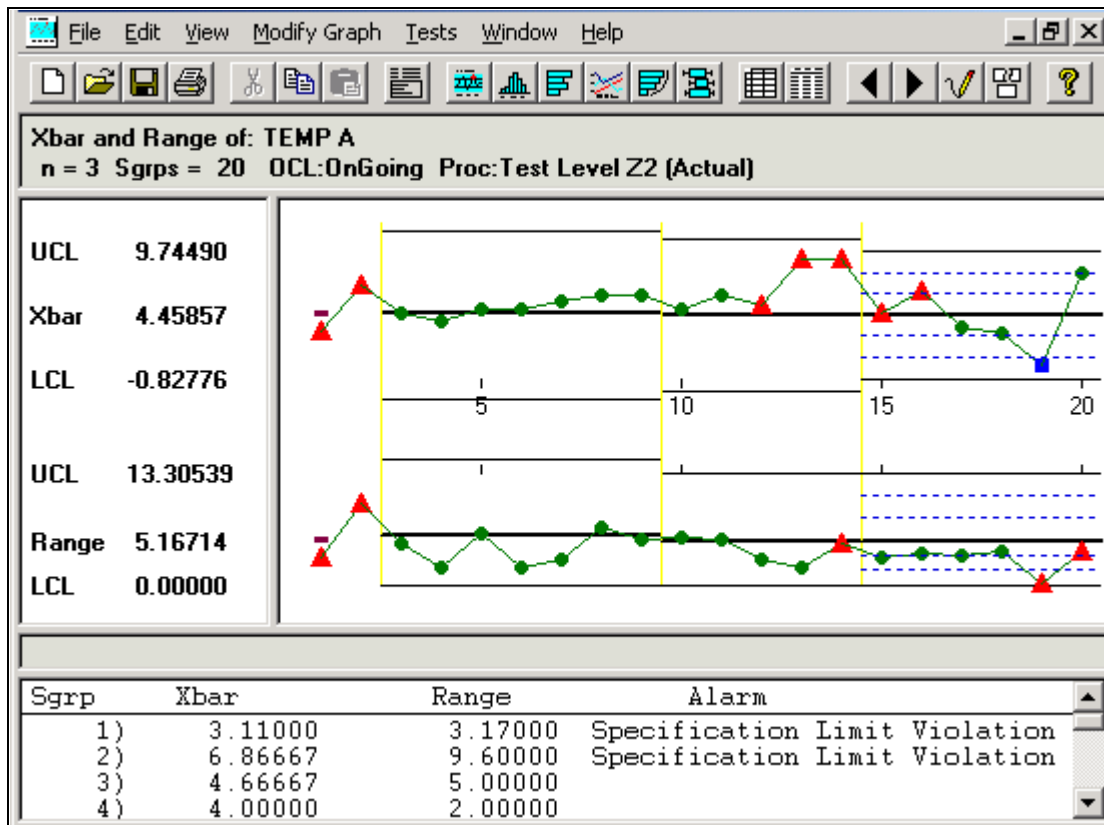 File Edit View Modify Graph Tests Window Help
?
Xbar and Range of: TEMP A
n = 3 Sgrps = 20 OCL:OnGoing Proc:Test Level Z2 (Actual)
UCL 9.74490
Xbar 4.45857
LCL -0.82776
5 10 15 20
UCL 13.30539
Range 5.16714
LCL 0.00000
Sgrp Xbar Range Alarm
1) 3.11000 3.17000 Specification Limit Violation
2) 6.86667 9.60000 Specification Limit Violation
3) 4.66667 5.00000
4) 4.00000 2.00000